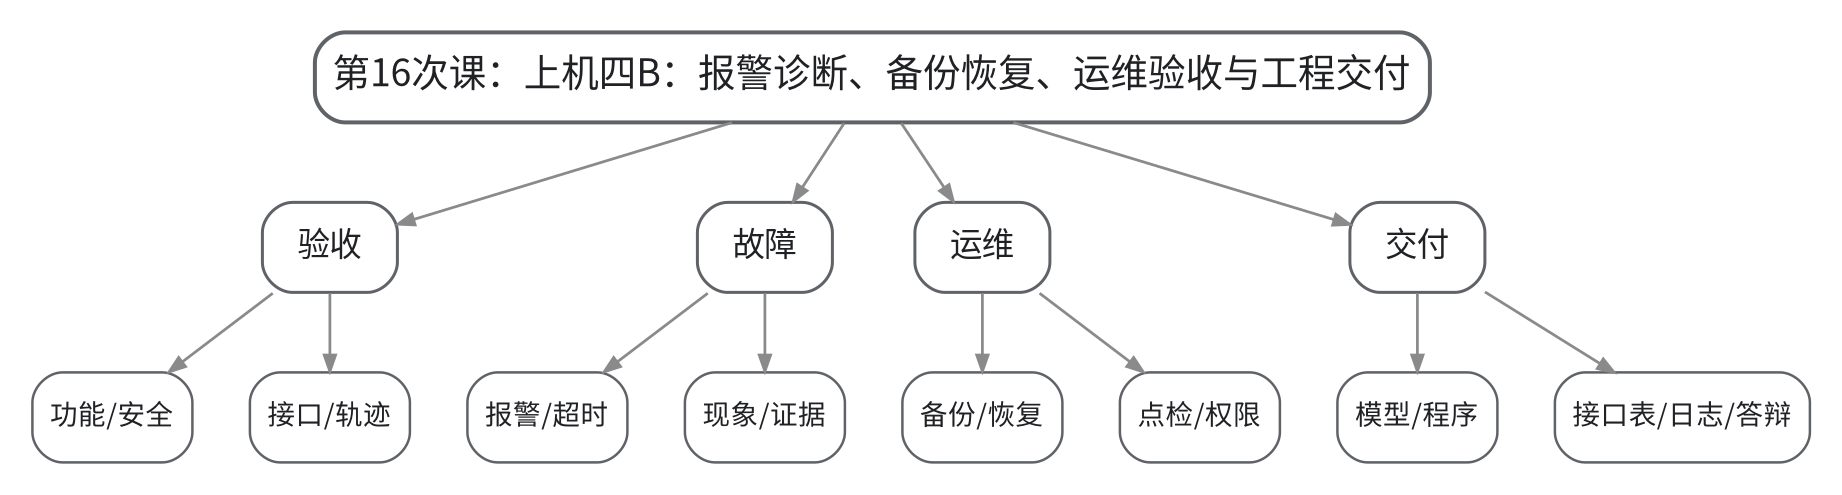 第16次课：上机四B：报警诊断、备份恢复、运维验收与工程交付
验收
故障
运维
交付
功能/安全
接口/轨迹
报警/超时
现象/证据
备份/恢复
点检/权限
模型/程序
接口表/日志/答辩